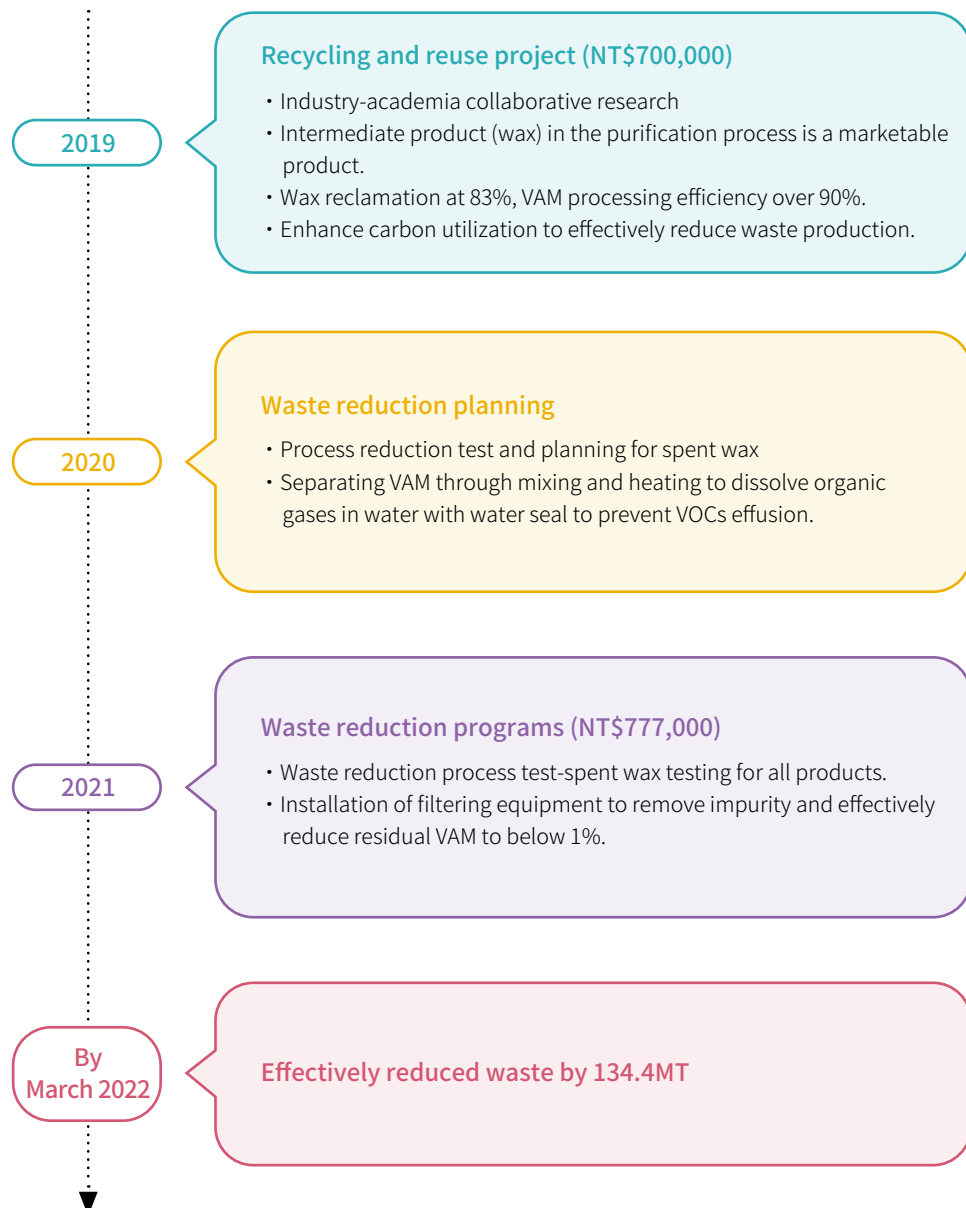 2019
Recycling and reuse project (NT$700,000)
・Industry-academia collaborative research
・Intermediate product (wax) in the purification process is a marketable
product.
・Wax reclamation at 83%, VAM processing efficiency over 90%.
・Enhance carbon utilization to effectively reduce waste production.
2020
Waste reduction planning
・Process reduction test and planning for spent wax
・Separating VAM through mixing and heating to dissolve organic
gases in water with water seal to prevent VOCs effusion.
2021
Waste reduction programs (NT$777,000)
・Waste reduction process test-spent wax testing for all products.
・Installation of filtering equipment to remove impurity and effectively
reduce residual VAM to below 1%.
By
March 2022
Effectively reduced waste by 134.4MT